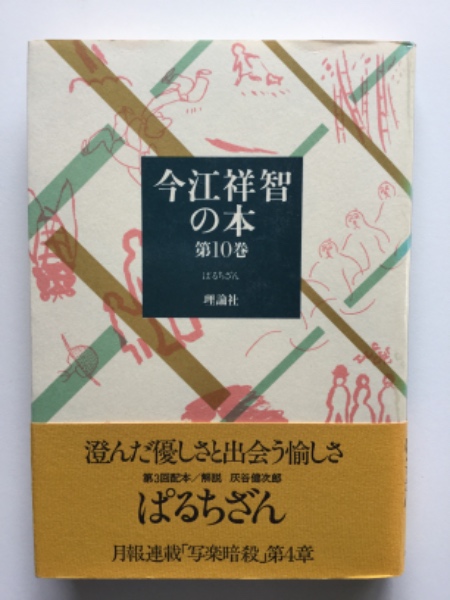 今江祥智
の本
第10巻
ぱるちざん
理論社
澄んだ優しさと出会う愉しさ
第3回配本／解説 灰谷健次郎
ぱるちざん
月報連載「写楽暗殺」第4章